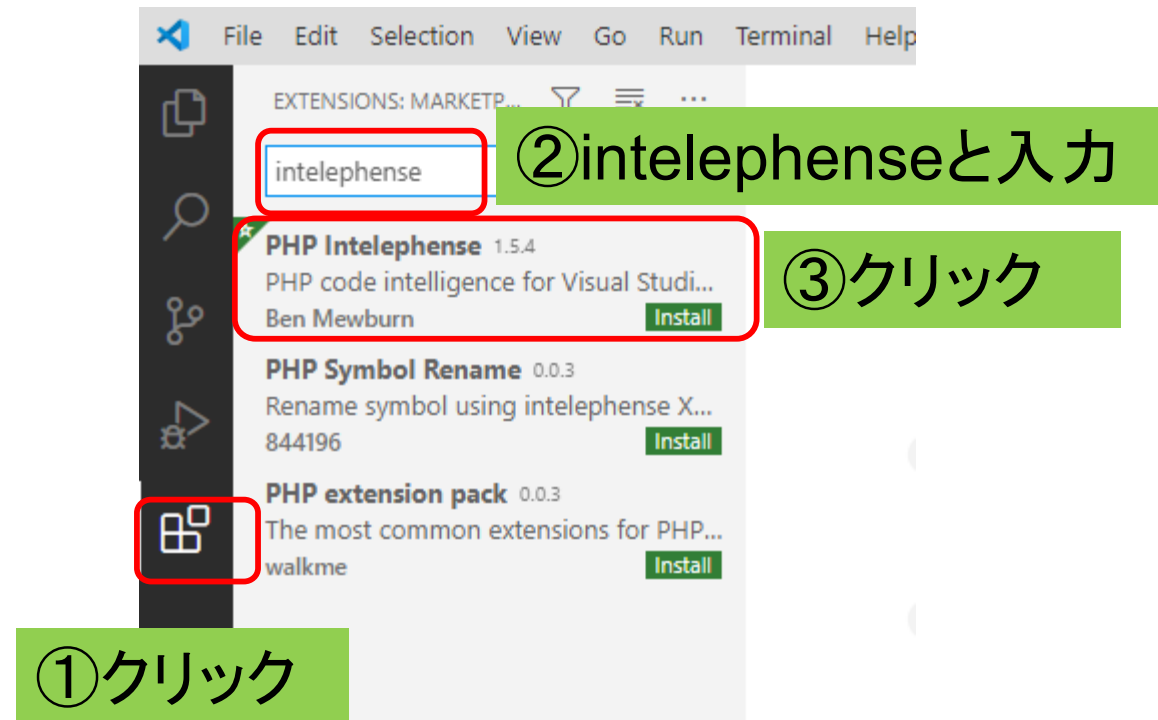 File Edit Selection View Go Run Terminal Help
EXTENSIONS: MARKETP...
intelephense
②intelephenseと入力
PHP Intelephense 1.5.4
PHP code intelligence for Visual Studi...
Ben Mewburn Install
③クリック
PHP Symbol Rename 0.0.3
Rename symbol using intelephense X...
844196 Install
PHP extension pack 0.0.3
The most common extensions for PHP...
walkme Install
①クリック